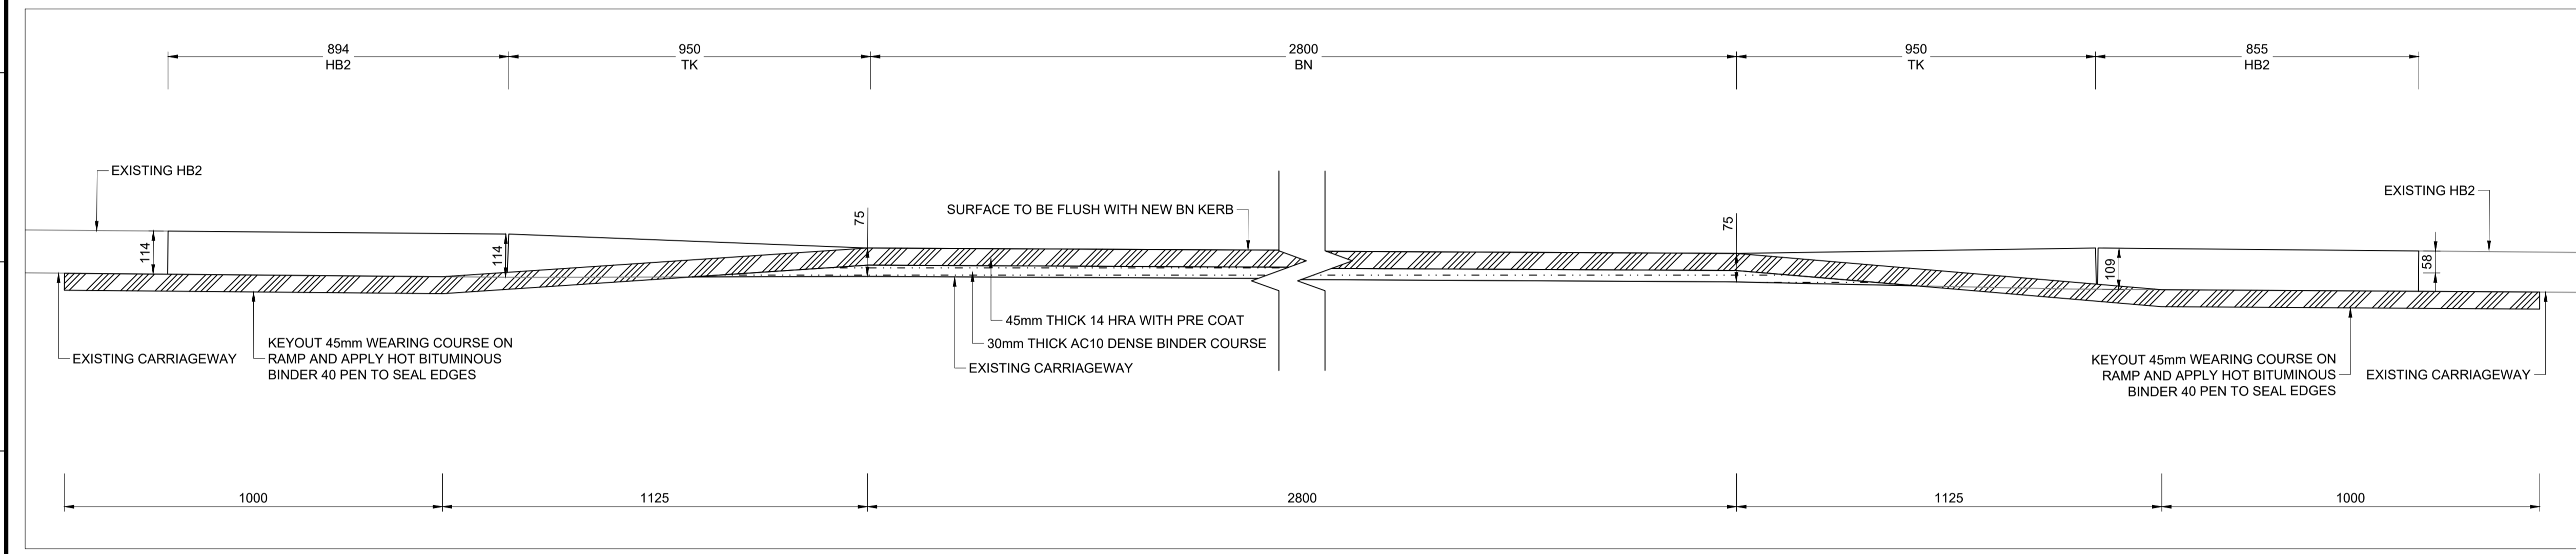 894
HB2
950
TK
2800
BN
950
TK
855
HB2
EXISTING HB2
EXISTING HB2
SURFACE TO BE FLUSH WITH NEW BN KERB
75
75
114
114
109
58
45mm THICK 14 HRA WITH PRE COAT
30mm THICK AC10 DENSE BINDER COURSE
EXISTING CARRIAGEWAY
EXISTING CARRIAGEWAY
KEYOUT 45mm WEARING COURSE ON
RAMP AND APPLY HOT BITUMINOUS
BINDER 40 PEN TO SEAL EDGES
KEYOUT 45mm WEARING COURSE ON
RAMP AND APPLY HOT BITUMINOUS
BINDER 40 PEN TO SEAL EDGES
EXISTING CARRIAGEWAY
1000
1125
2800
1125
1000